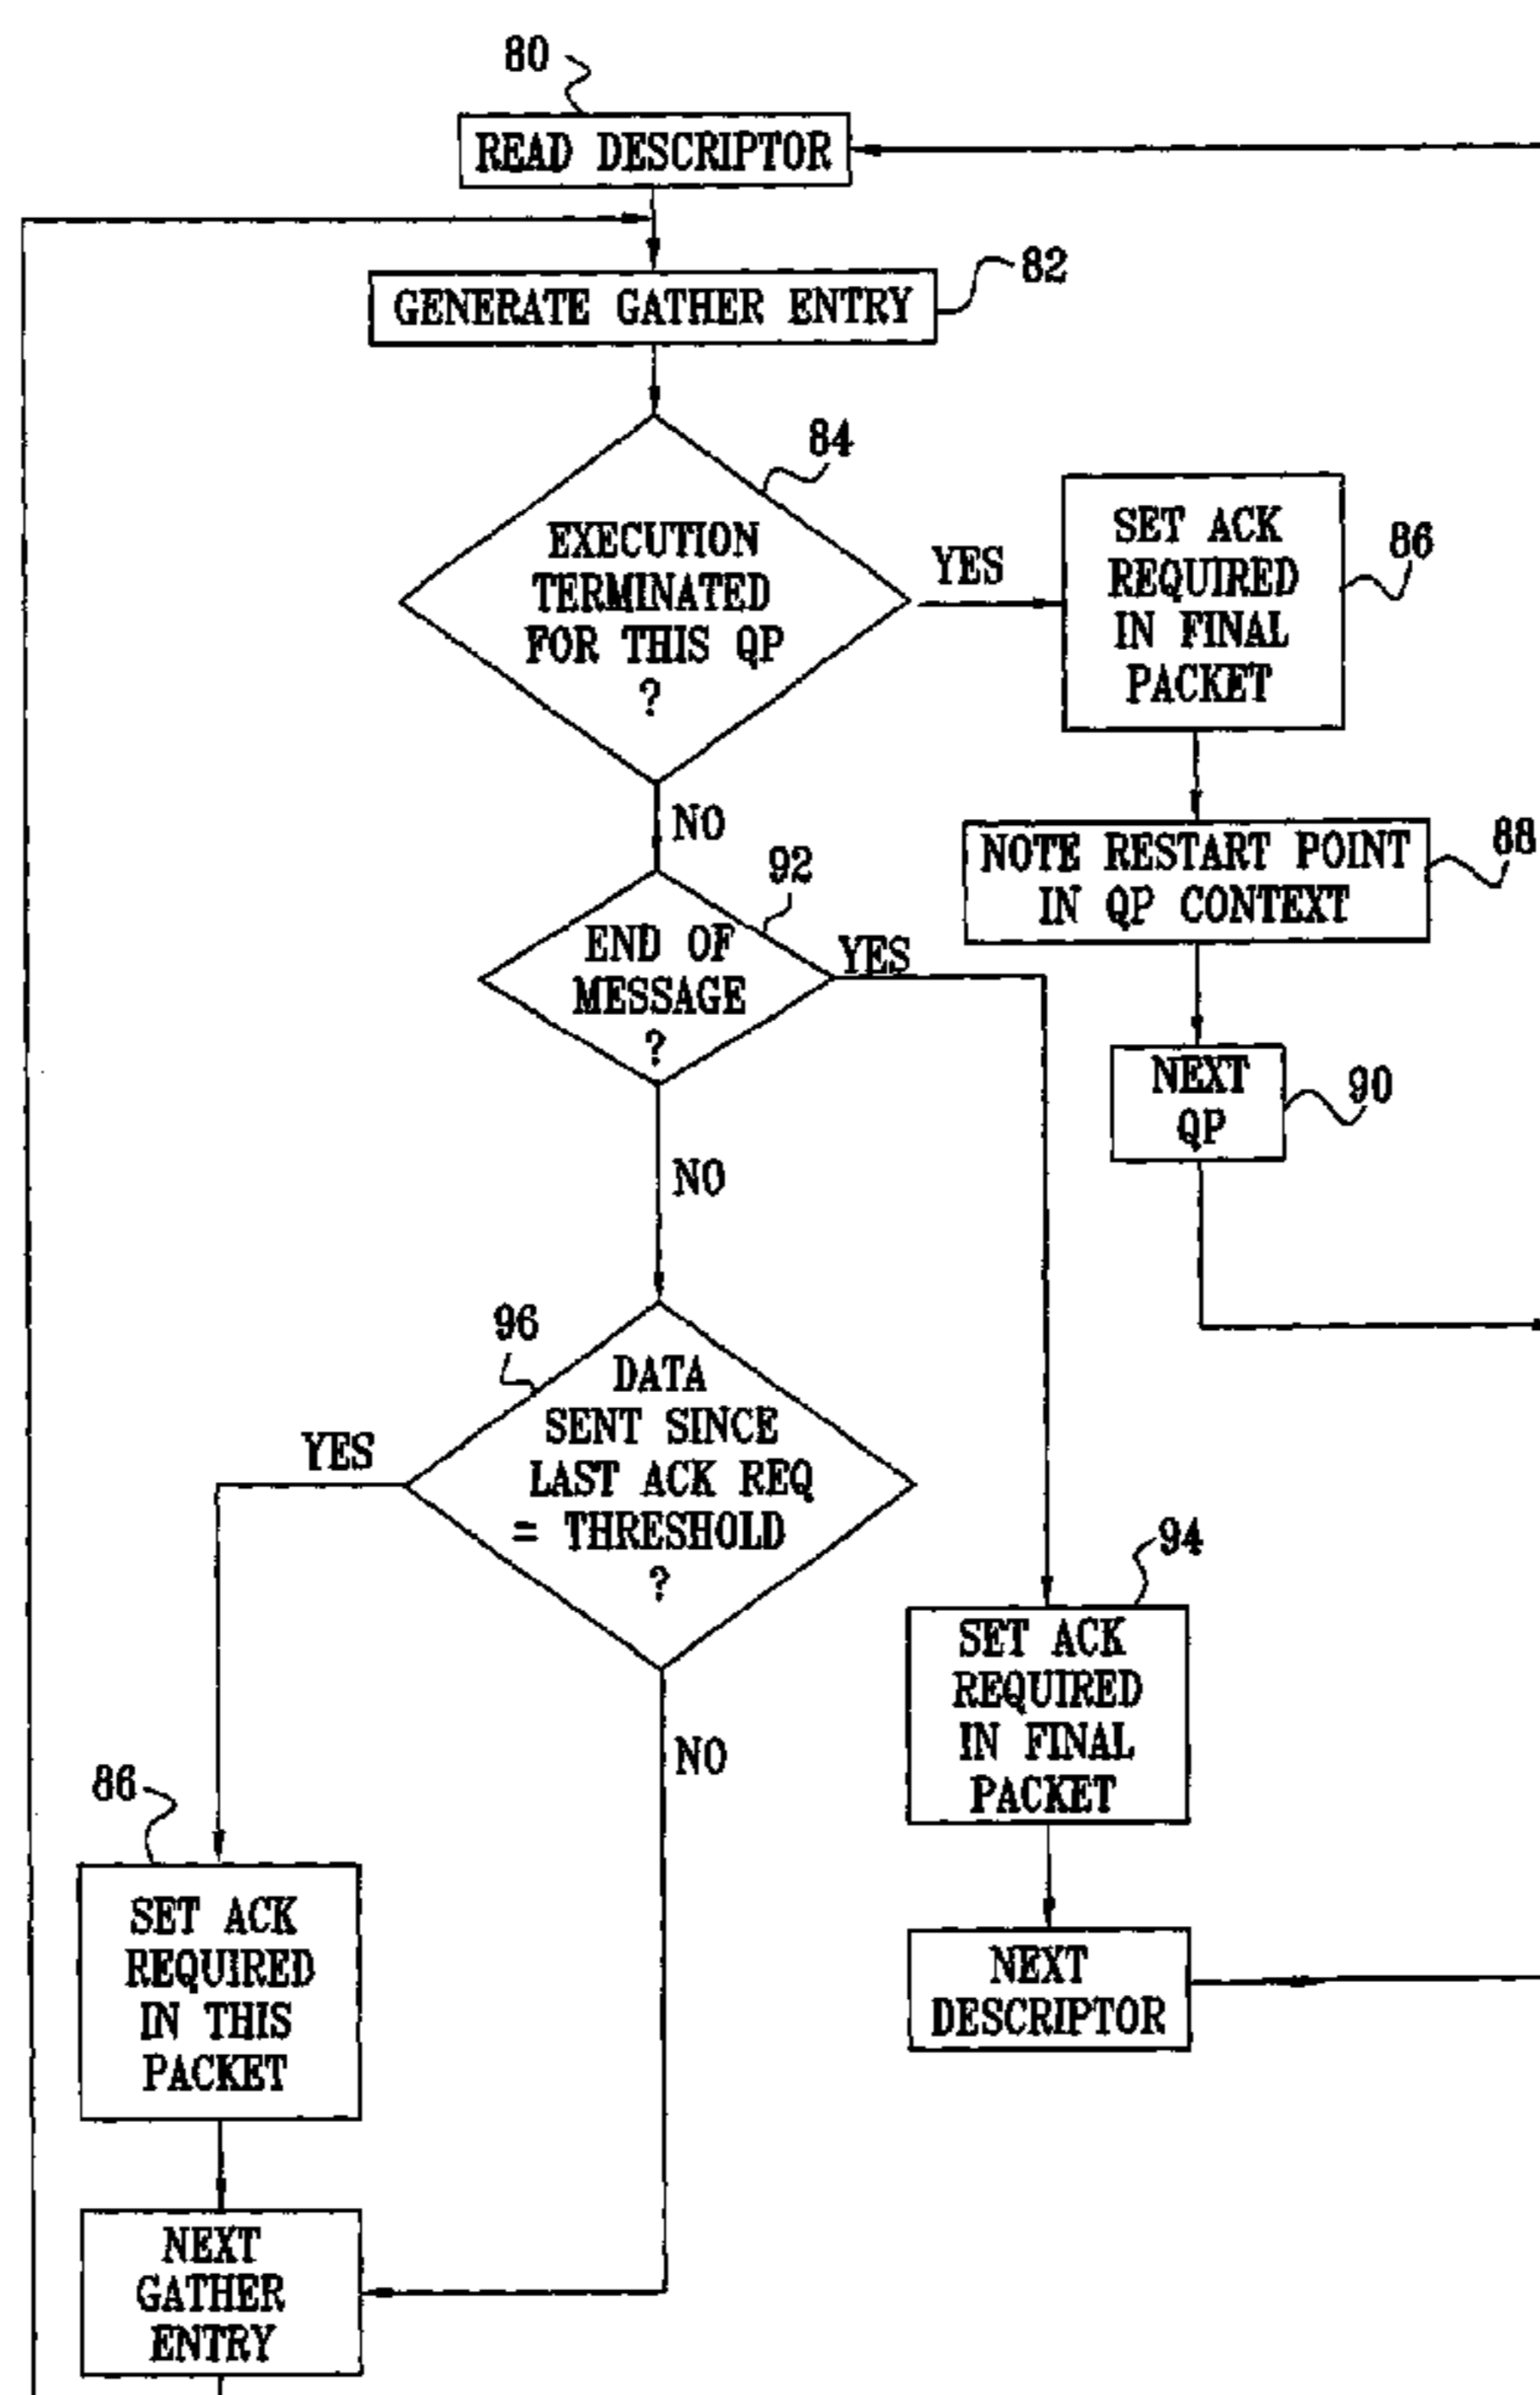 80
READ DESCRIPTOR
GENERATE GATHER ENTRY
82
84
EXECUTION
TERMINATED
FOR THIS QP
?
YES
SET ACK
REQUIRED
IN FINAL
PACKET
86
NO
NOTE RESTART POINT
IN QP CONTEXT
88
92
END OF
MESSAGE
?
YES
NEXT
QP
90
NO
96
DATA
SENT SINCE
LAST ACK REQ
= THRESHOLD
?
YES
94
SET ACK
REQUIRED
IN FINAL
PACKET
NO
86
SET ACK
REQUIRED
IN THIS
PACKET
NEXT
DESCRIPTOR
NEXT
GATHER
ENTRY